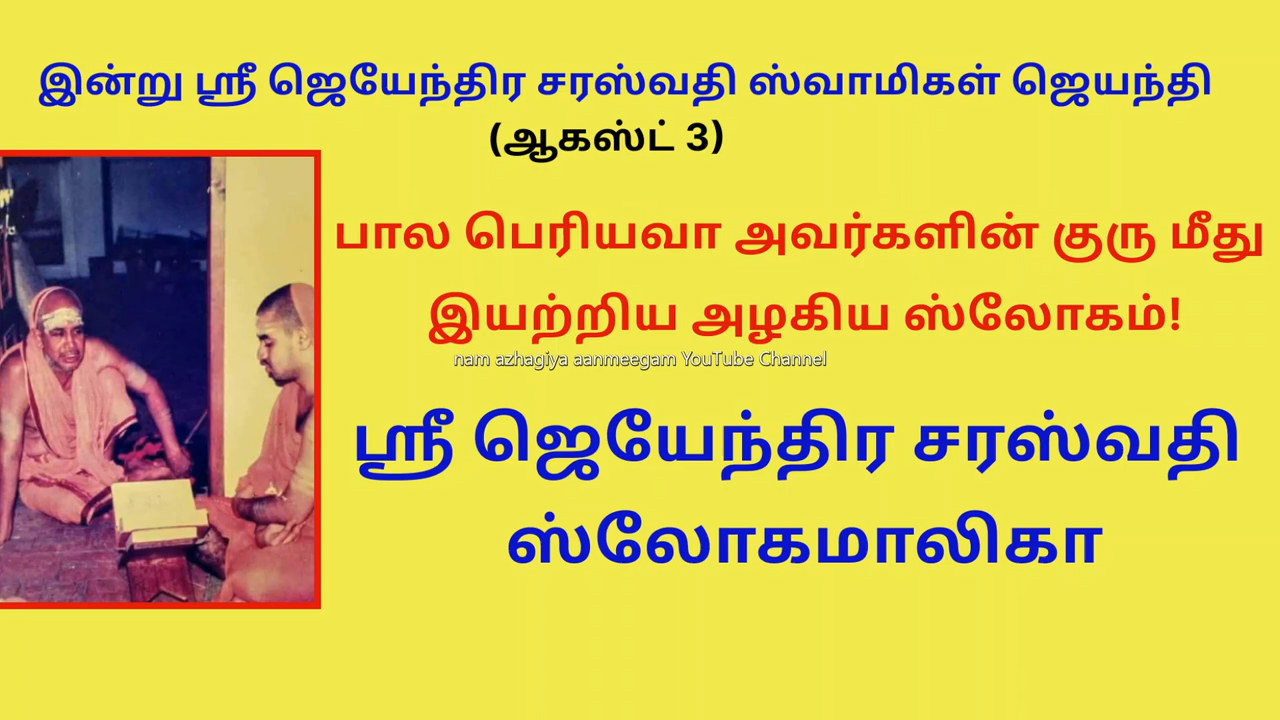 இன்று ஸ்ரீ ஜெயேந்திர சரஸ்வதி ஸ்வாமிகள் ஜெயந்தி
(ஆகஸ்ட் 3)
பால பெரியவா அவர்களின் குரு மீது
இயற்றிய அழகிய ஸ்லோகம்!
nam azhagiya aanmeegam YouTube Channel
ஸ்ரீ ஜெயேந்திர சரஸ்வதி
ஸ்லோகமாலிகா